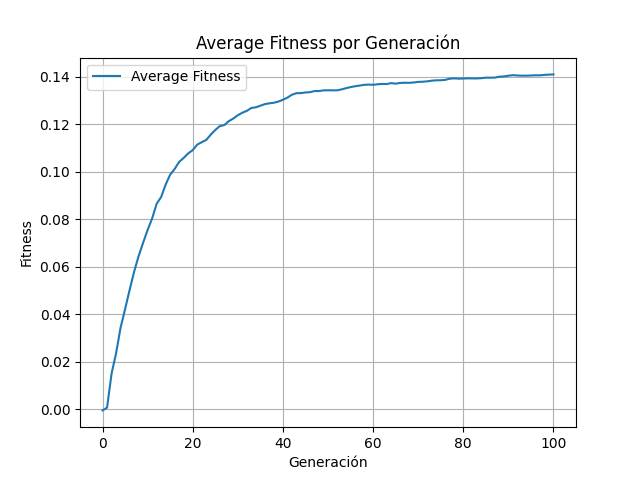 Average Fitness por Generación
Average Fitness
0.14
0.12
0.10
0.08
0.06
0.04
0.02
0.00
Fitness
0 20 40 60 80 100
Generación